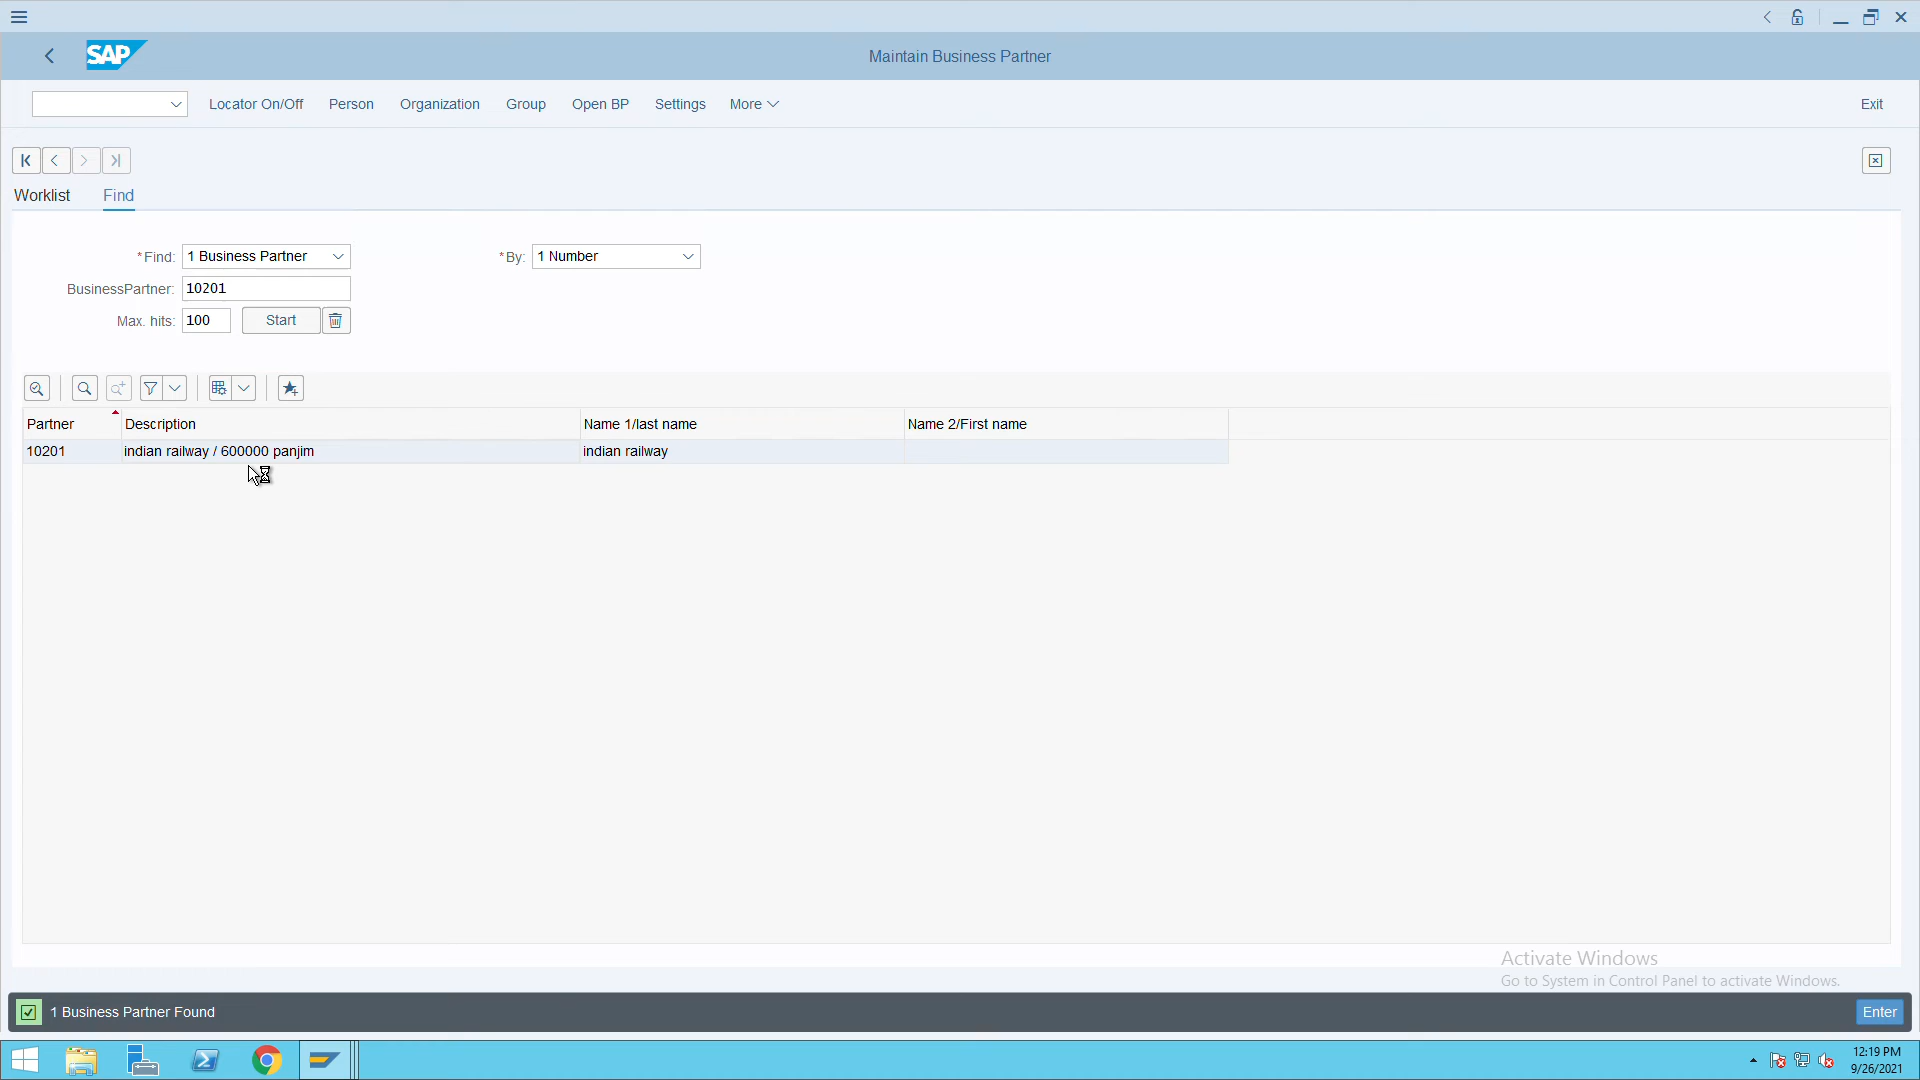 SAP
Maintain Business Partner
Locator On/Off Person Organization Group Open BP Settings More Exit
Worklist Find
*Find: 1 Business Partner *By: 1 Number
BusinessPartner: 10201
Max. hits: 100 Start
Partner Description Name 1/last name Name 2/First name
10201 indian railway / 600000 panjim indian railway
Activate Windows
Go to System in Control Panel to activate Windows.
1 Business Partner Found Enter
12:19 PM
9/26/2021